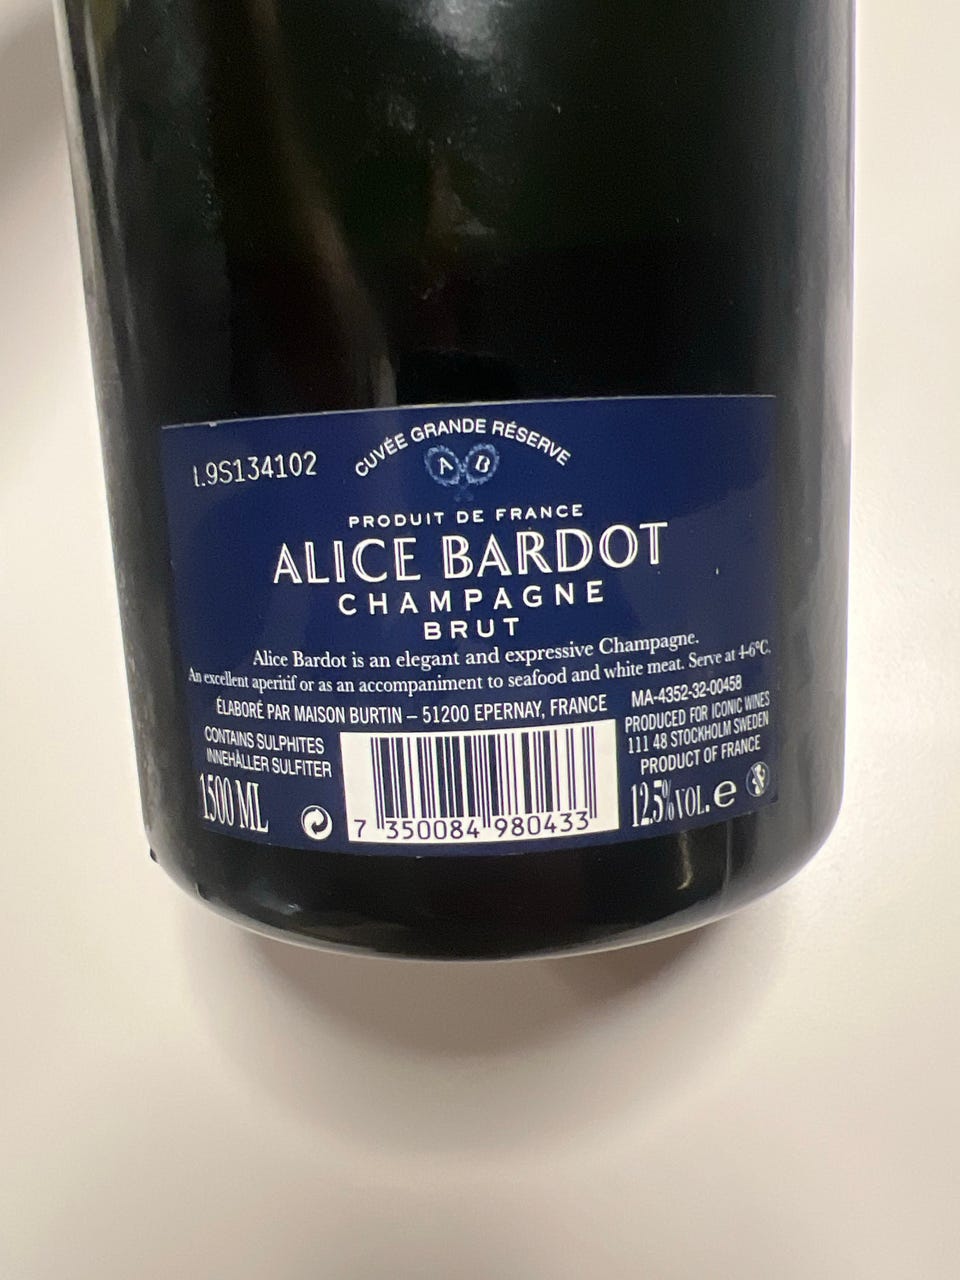 L9S134102
CUVÉE GRANDE RÉSERVE
A B
PRODUIT DE FRANCE
ALICE BARDOT
CHAMPAGNE
BRUT
Alice Bardot is an elegant and expressive Champagne.
An excellent aperitif or as an accompaniment to seafood and white meat. Serve at 4-6°C.
ÉLABORÉ PAR MAISON BURTIN – 51200 EPERNAY, FRANCE
MA-4352-32-00458
PRODUCED FOR ICONIC WINES
111 48 STOCKHOLM SWEDEN
PRODUCT OF FRANCE
CONTAINS SULPHITES
INNEHÅLLER SULFITER
1500 ML
7 350084 980433
12.5% VOL. e